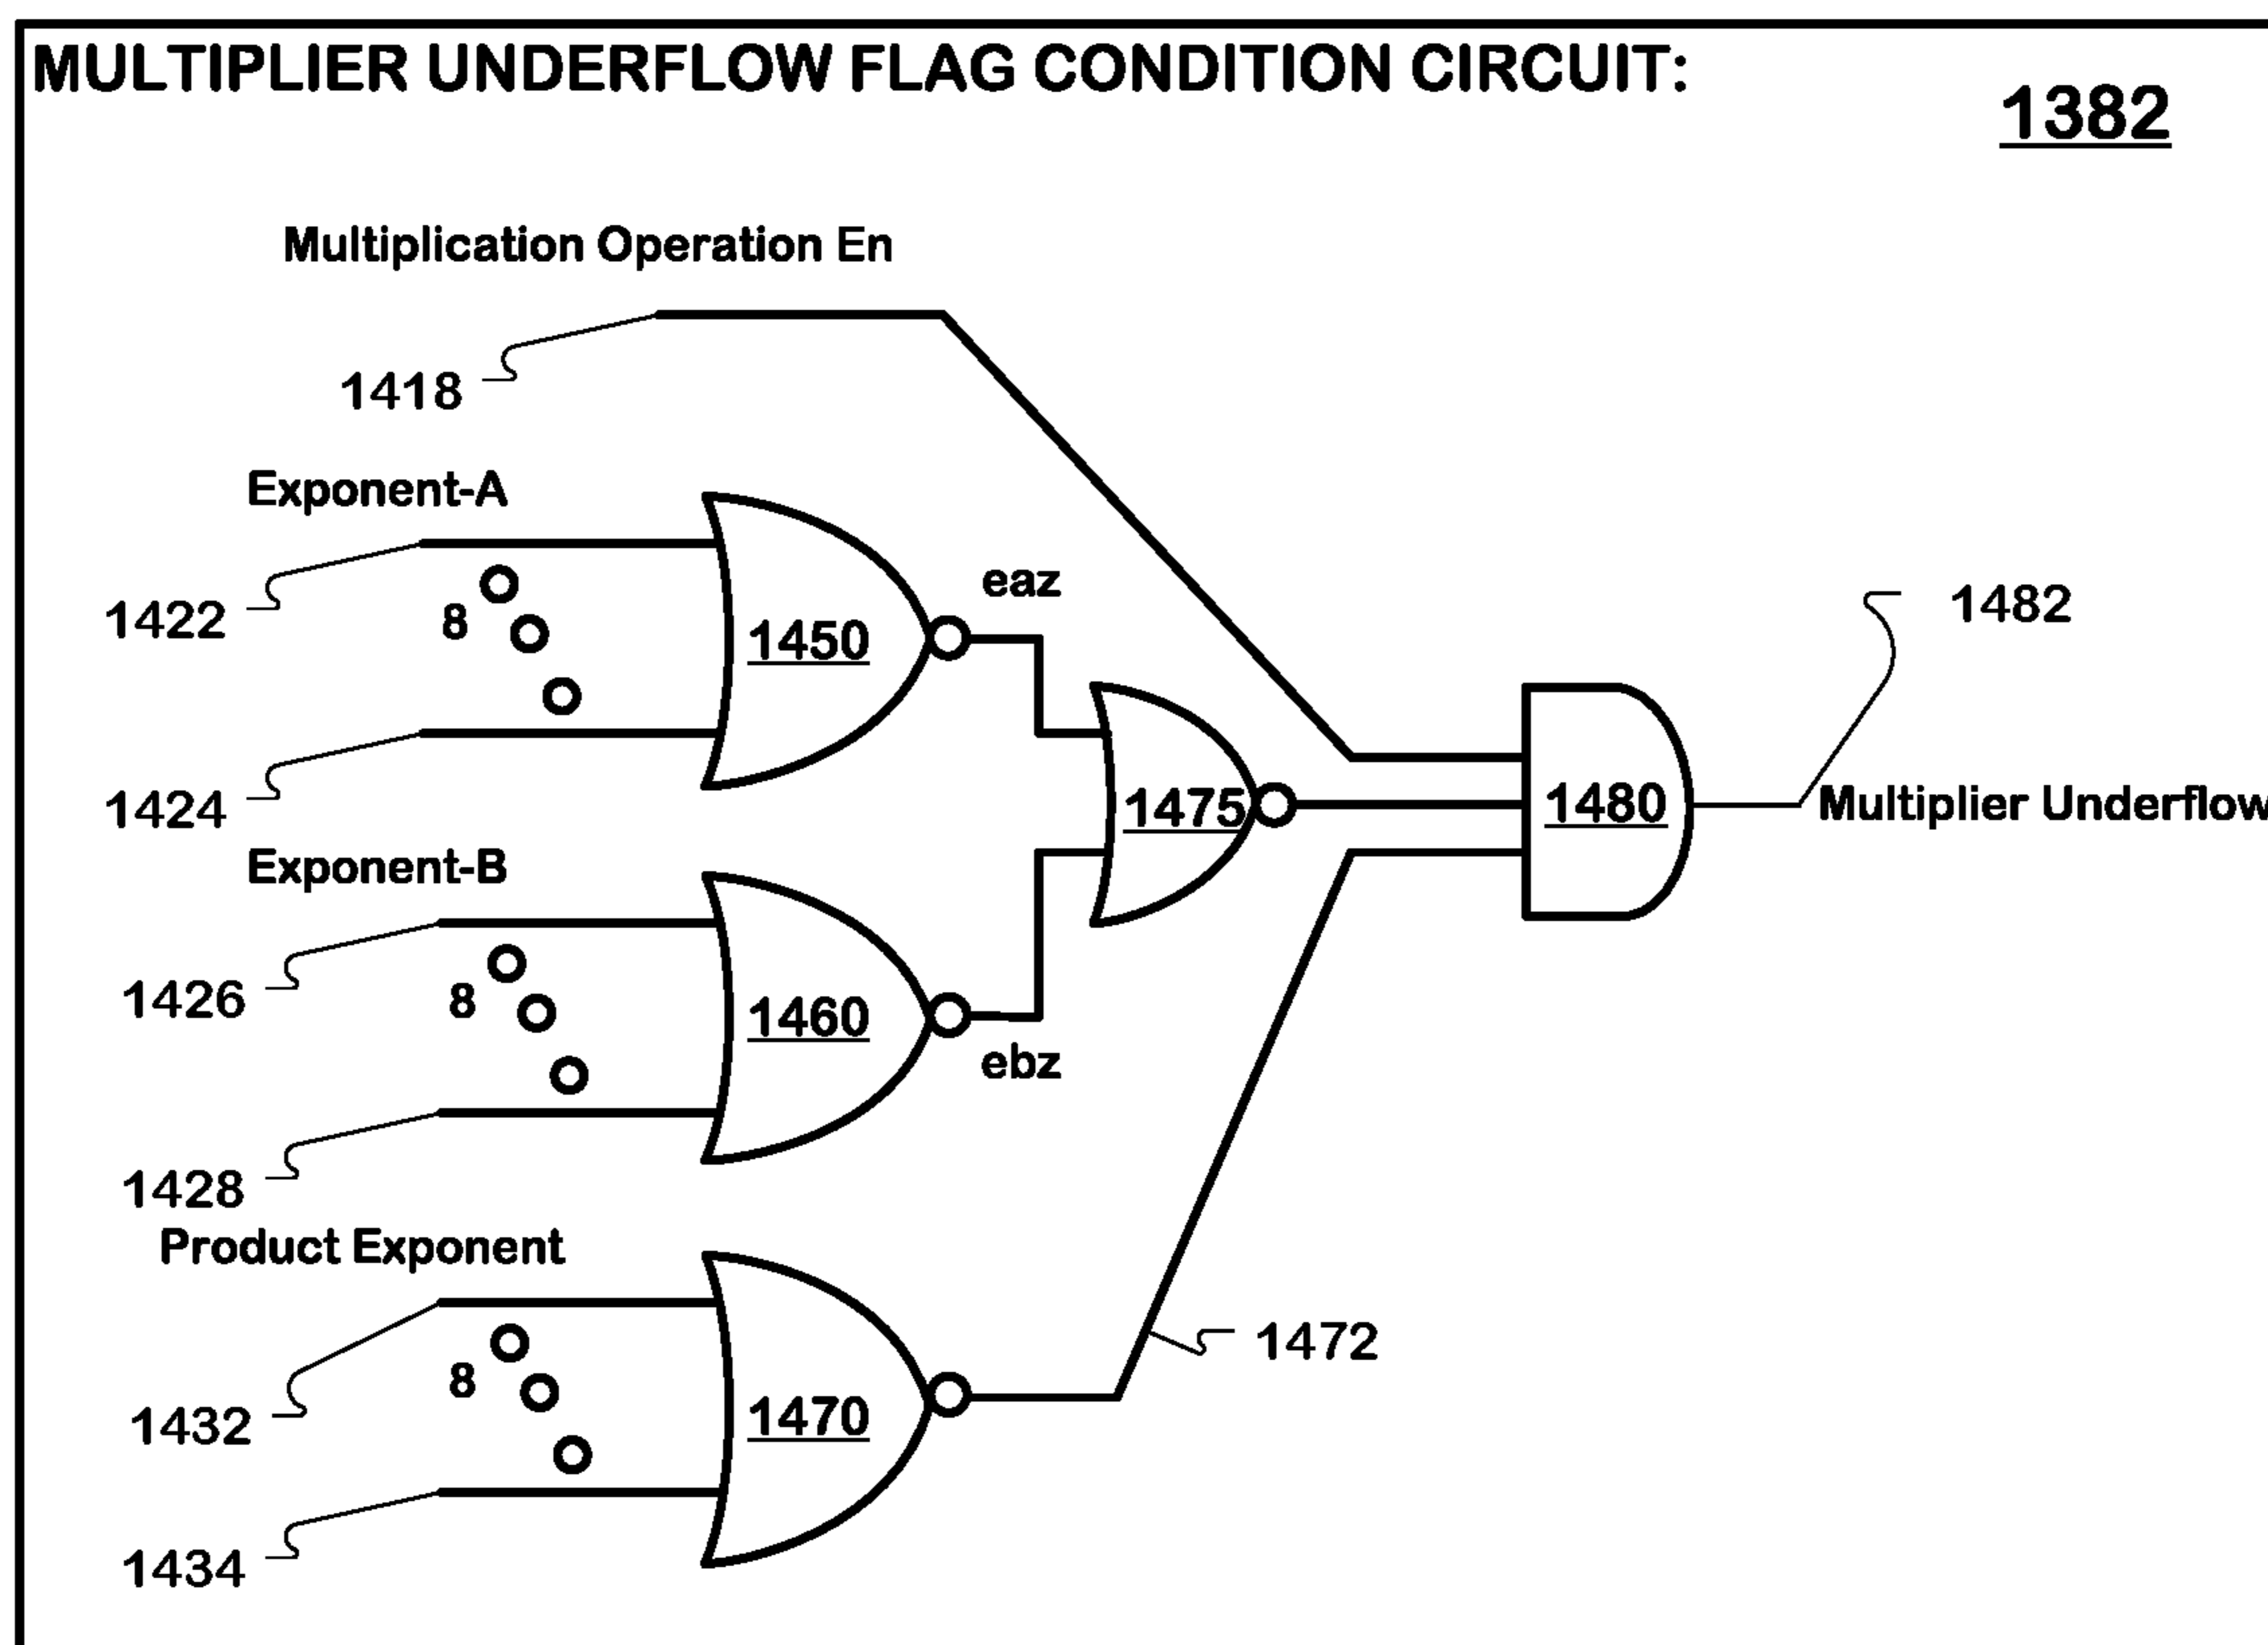 MULTIPLIER UNDERFLOW FLAG CONDITION CIRCUIT:
1382
Multiplication Operation En
1418
Exponent-A
1422
8
1424
1450
eaz
1475
1480
1482
Multiplier Underflow
Exponent-B
1426
8
1428
1460
ebz
Product Exponent
1432
8
1434
1470
1472